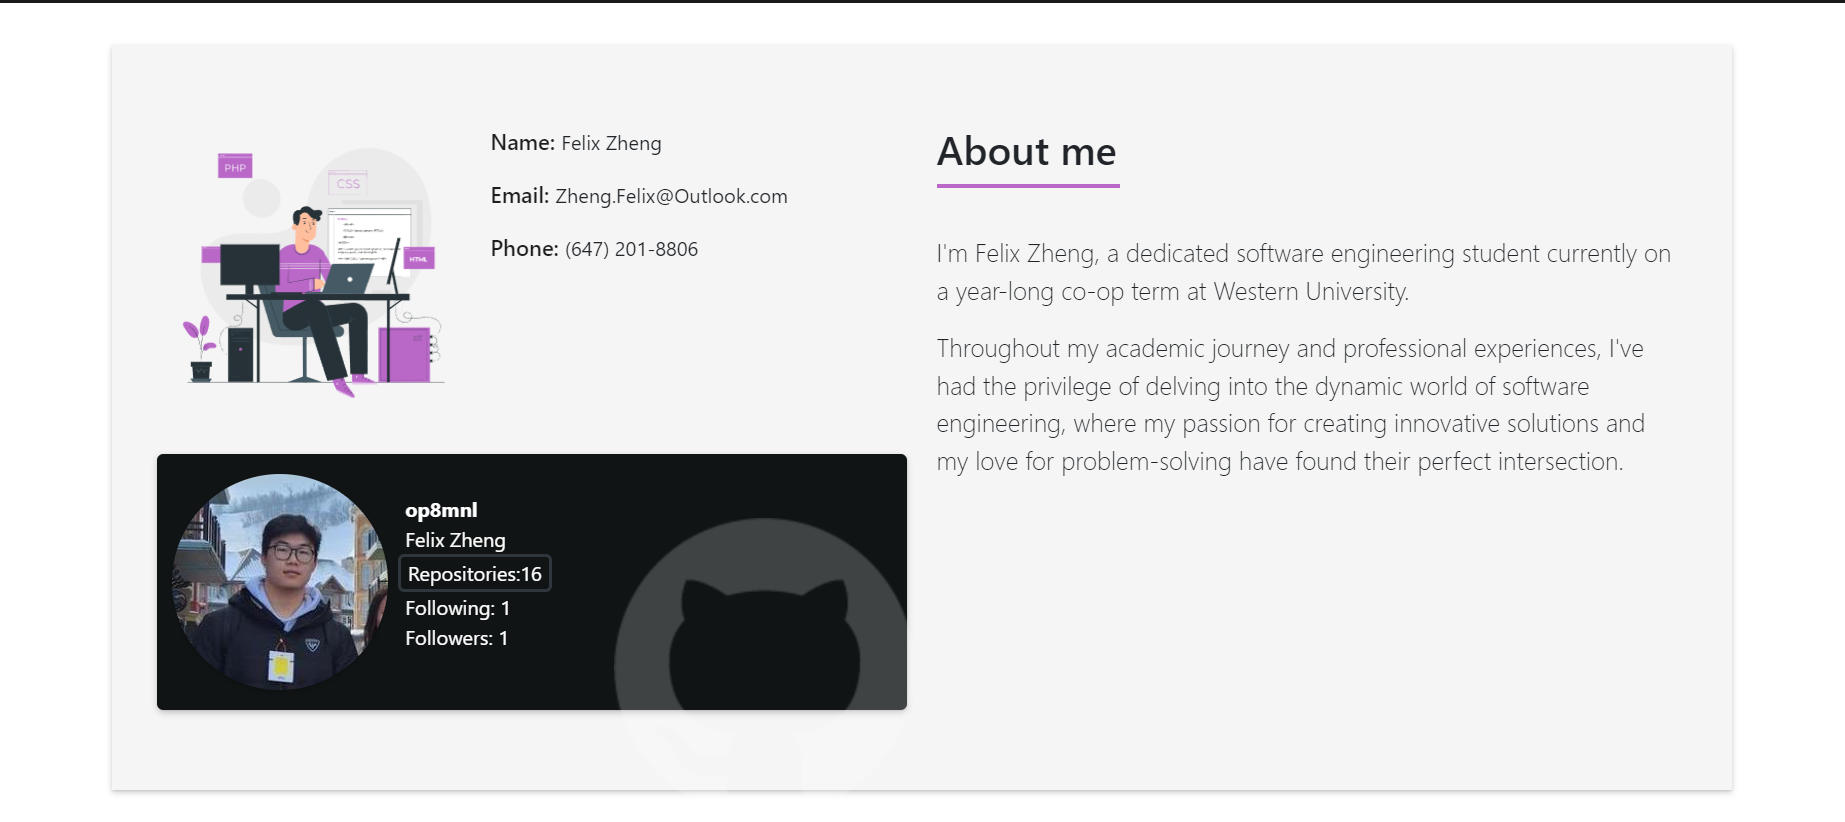 PHP
CSS
HTML
Name: Felix Zheng
Email: Zheng.Felix@Outlook.com
Phone: (647) 201-8806
op8mnl
Felix Zheng
Repositories:16
Following: 1
Followers: 1
About me
I'm Felix Zheng, a dedicated software engineering student currently on
a year-long co-op term at Western University.
Throughout my academic journey and professional experiences, I've
had the privilege of delving into the dynamic world of software
engineering, where my passion for creating innovative solutions and
my love for problem-solving have found their perfect intersection.